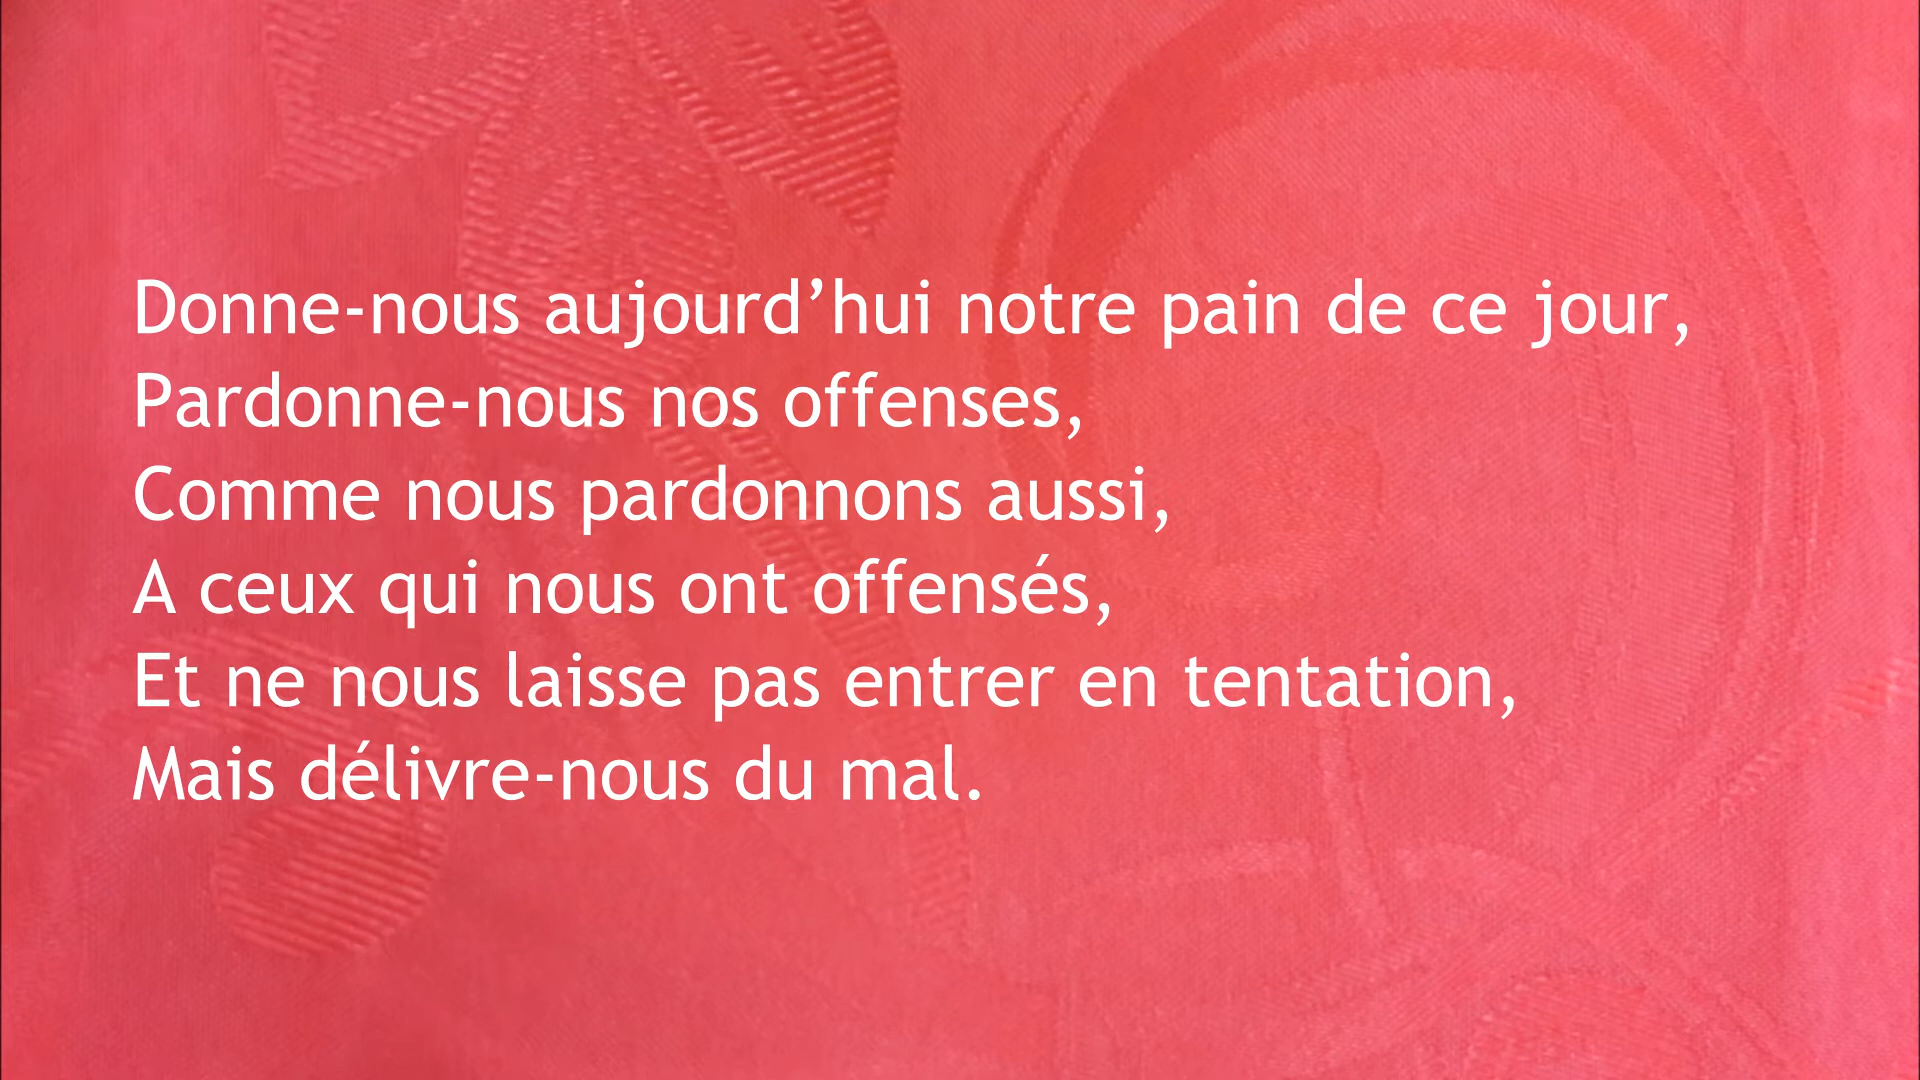 Donne-nous aujourd’hui notre pain de ce jour,
Pardonne-nous nos offenses,
Comme nous pardonnons aussi,
A ceux qui nous ont offensés,
Et ne nous laisse pas entrer en tentation,
Mais délivre-nous du mal.